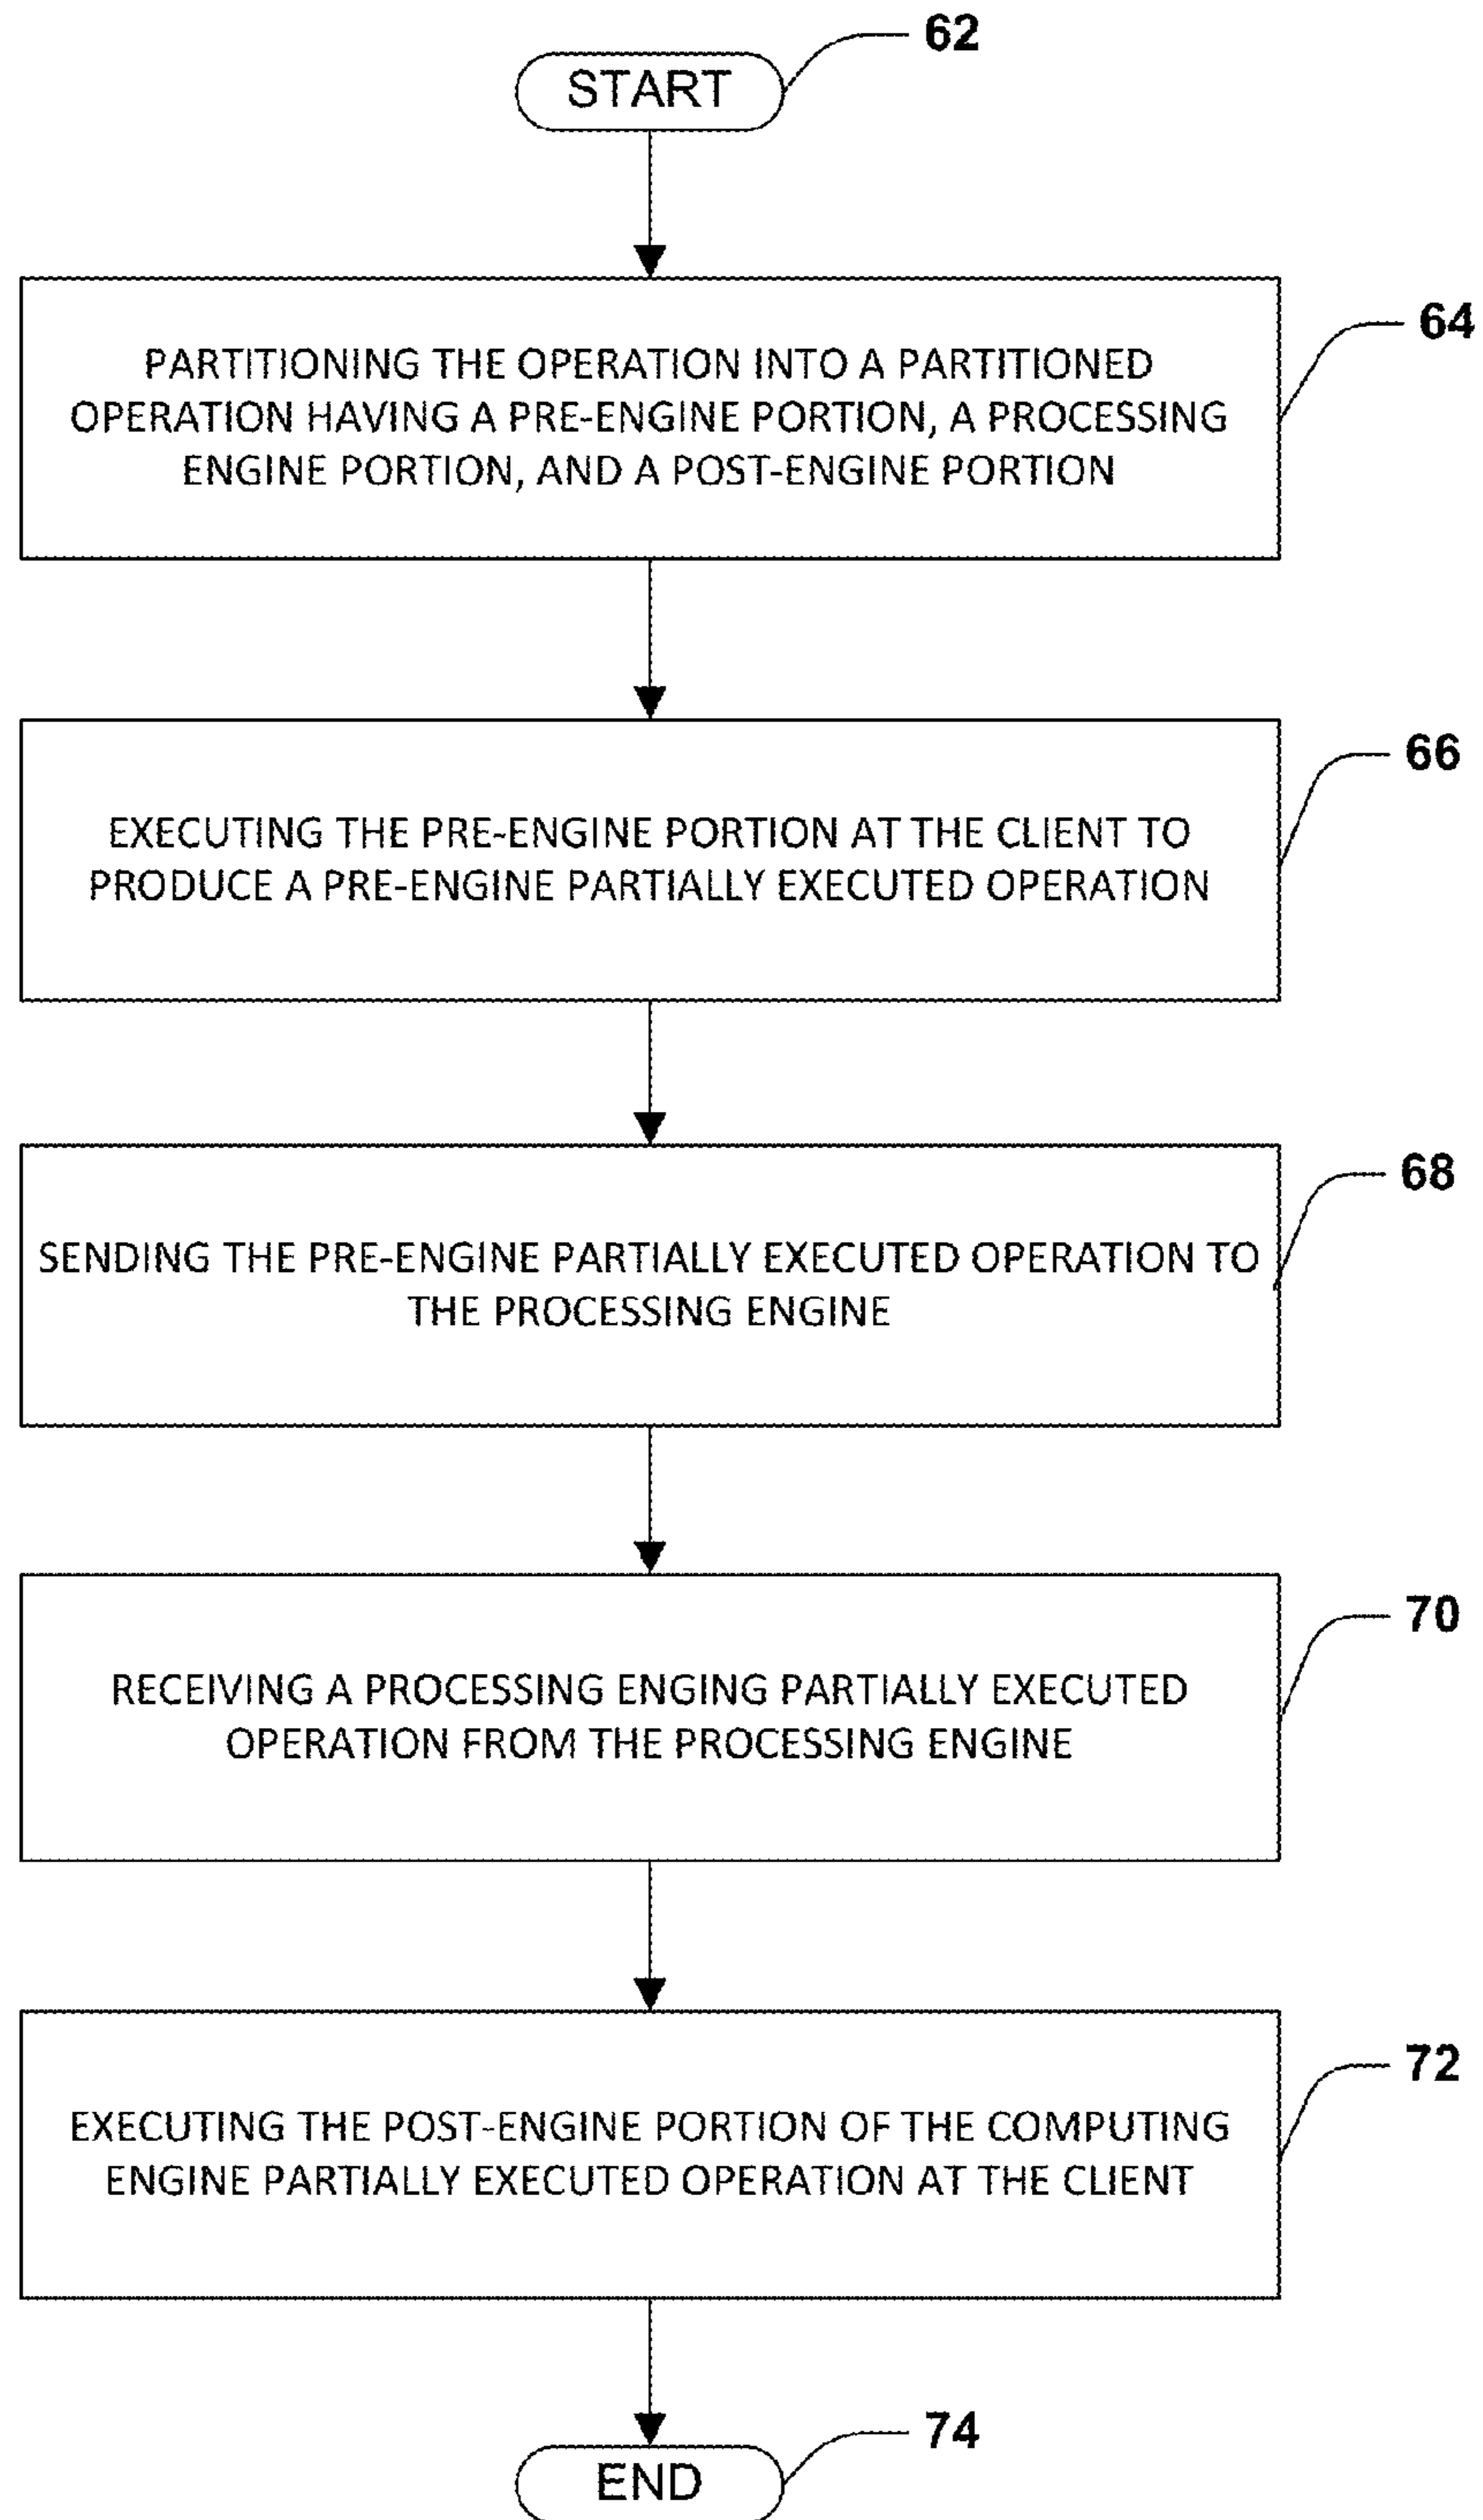 62
START
64
PARTITIONING THE OPERATION INTO A PARTITIONED
OPERATION HAVING A PRE-ENGINE PORTION, A PROCESSING
ENGINE PORTION, AND A POST-ENGINE PORTION
66
EXECUTING THE PRE-ENGINE PORTION AT THE CLIENT TO
PRODUCE A PRE-ENGINE PARTIALLY EXECUTED OPERATION
68
SENDING THE PRE-ENGINE PARTIALLY EXECUTED OPERATION TO
THE PROCESSING ENGINE
70
RECEIVING A PROCESSING ENGING PARTIALLY EXECUTED
OPERATION FROM THE PROCESSING ENGINE
72
EXECUTING THE POST-ENGINE PORTION OF THE COMPUTING
ENGINE PARTIALLY EXECUTED OPERATION AT THE CLIENT
74
END